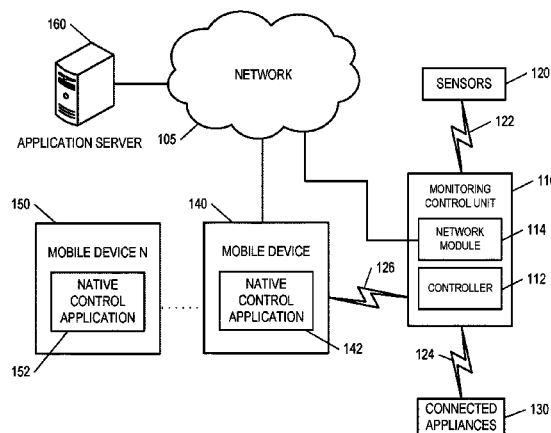 160
NETWORK
105
APPLICATION SERVER
SENSORS
120
122
MONITORING
CONTROL UNIT
NETWORK
MODULE
114
CONTROLLER
112
150
MOBILE DEVICE N
NATIVE
CONTROL
APPLICATION
152
140
MOBILE DEVICE
NATIVE
CONTROL
APPLICATION
142
126
124
CONNECTED
APPLIANCES
130